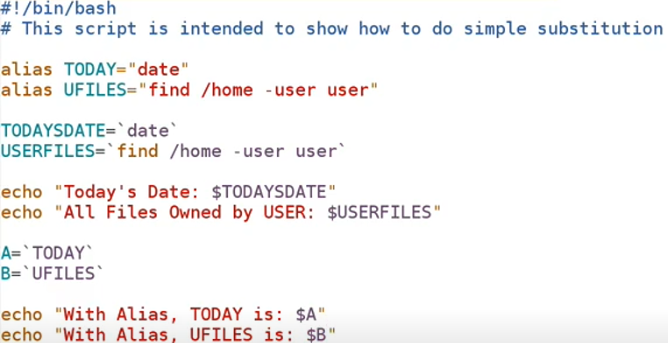 #!/bin/bash
# This script is intended to show how to do simple substitution
alias TODAY="date"
alias UFILES="find /home -user user"
TODAYSDATE=`date`
USERFILES=`find /home -user user`
echo "Today's Date: $TODAYSDATE"
echo "All Files Owned by USER: $USERFILES"
A=`TODAY`
B=`UFILES`
echo "With Alias, TODAY is: $A"
echo "With Alias, UFILES is: $B"